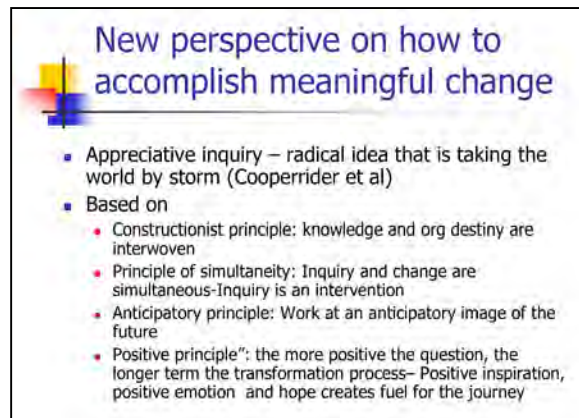 New perspective on how to
accomplish meaningful change
Appreciative inquiry – radical idea that is taking the
world by storm (Cooperrider et al)
Based on
Constructionist principle: knowledge and org destiny are
interwoven
Principle of simultaneity: Inquiry and change are
simultaneous-Inquiry is an intervention
Anticipatory principle: Work at an anticipatory image of the
future
Positive principle”: the more positive the question, the
longer term the transformation process– Positive inspiration,
positive emotion and hope creates fuel for the journey